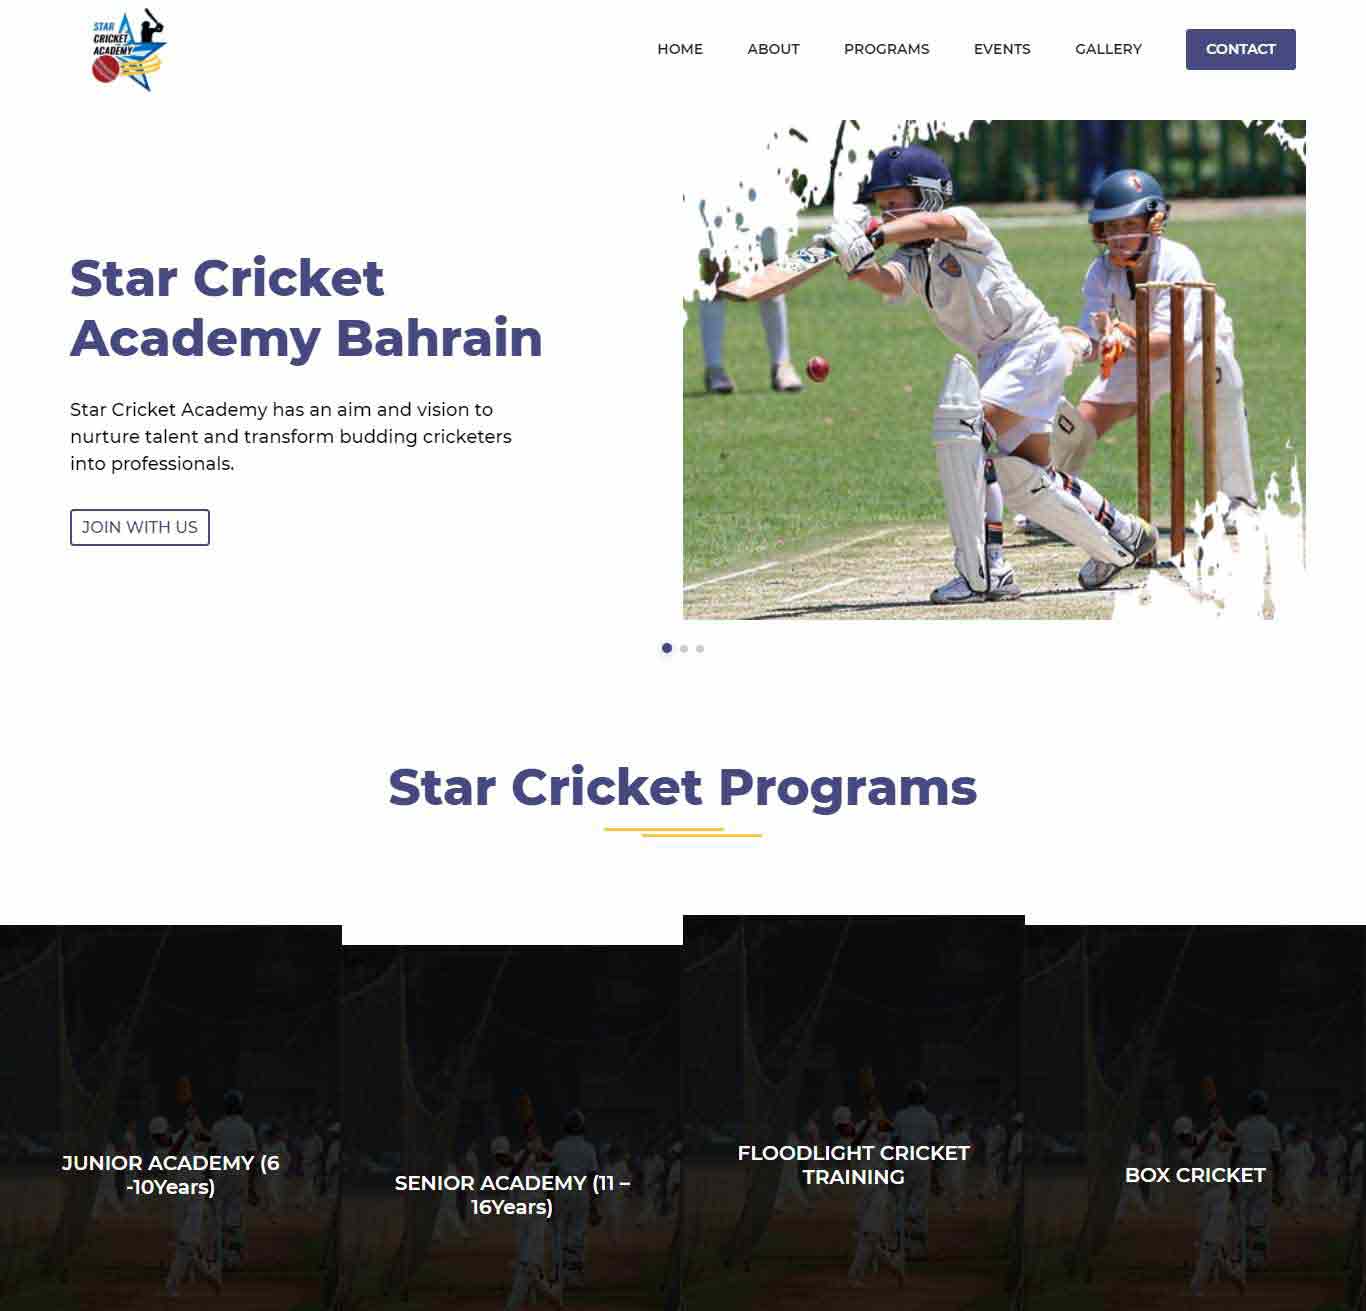 STAR
CRICKET
ACADEMY
HOME
ABOUT
PROGRAMS
EVENTS
GALLERY
CONTACT
Star Cricket
Academy Bahrain
Star Cricket Academy has an aim and vision to
nurture talent and transform budding cricketers
into professionals.
JOIN WITH US
Star Cricket Programs
JUNIOR ACADEMY (6
-10Years)
SENIOR ACADEMY (11 –
16Years)
FLOODLIGHT CRICKET
TRAINING
BOX CRICKET